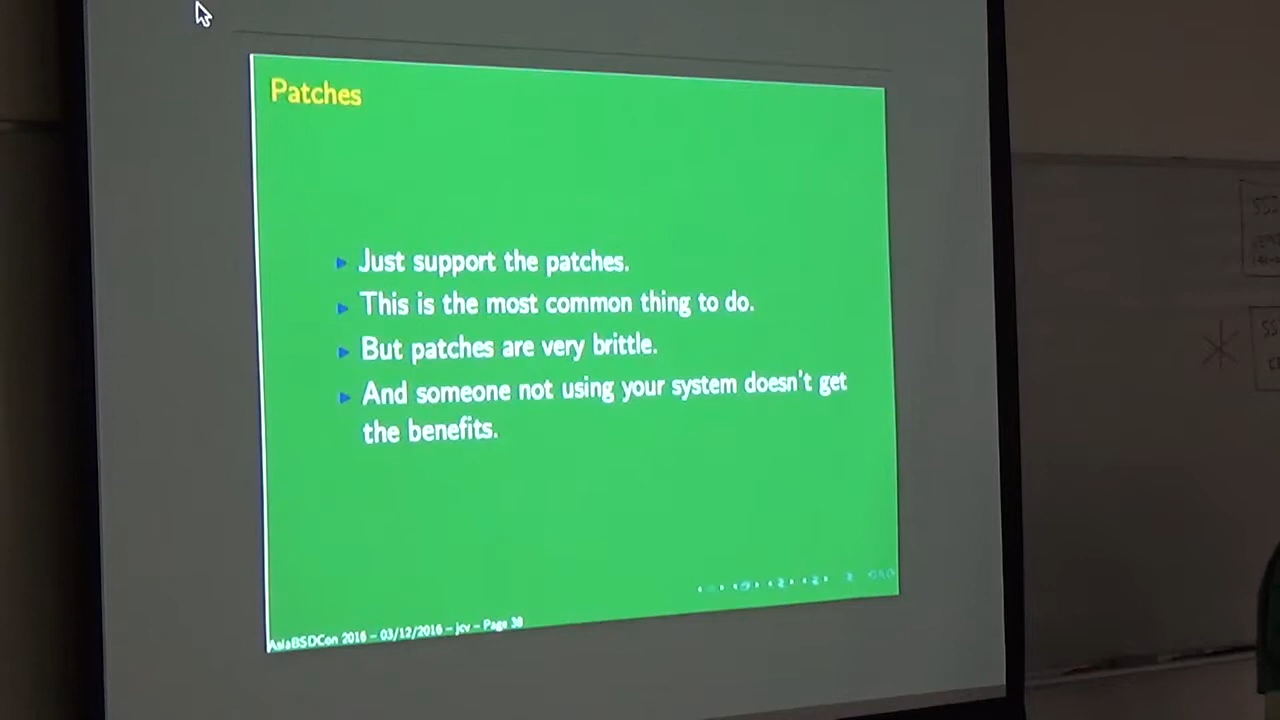 Patches
Just support the patches.
This is the most common thing to do.
But patches are very brittle.
And someone not using your system doesn't get
the benefits.
AsiaBSDCon 2016 – 03/12/2016 – jcv – Page 38